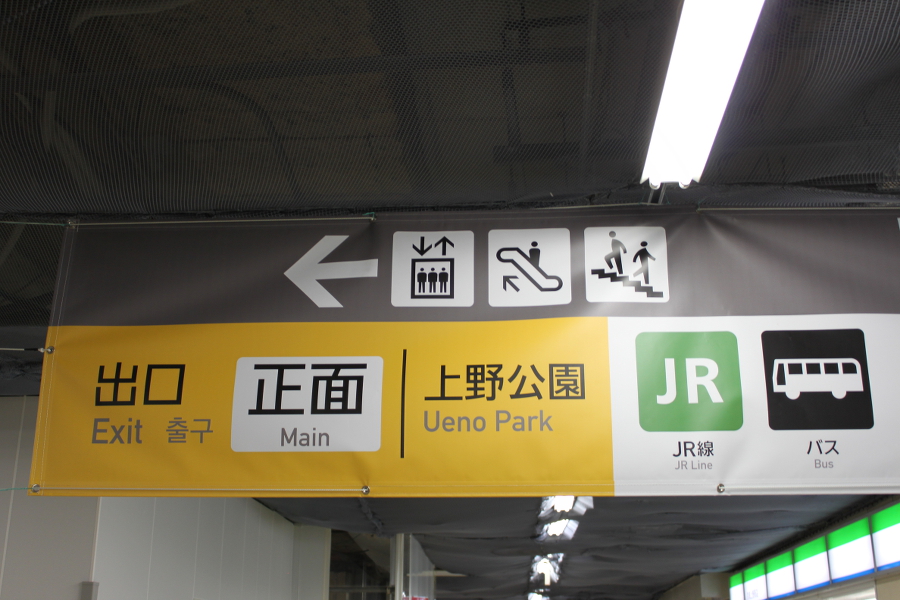 出口
Exit 출구
正面
Main
上野公園
Ueno Park
JR
JR線
JR Line
バス
Bus